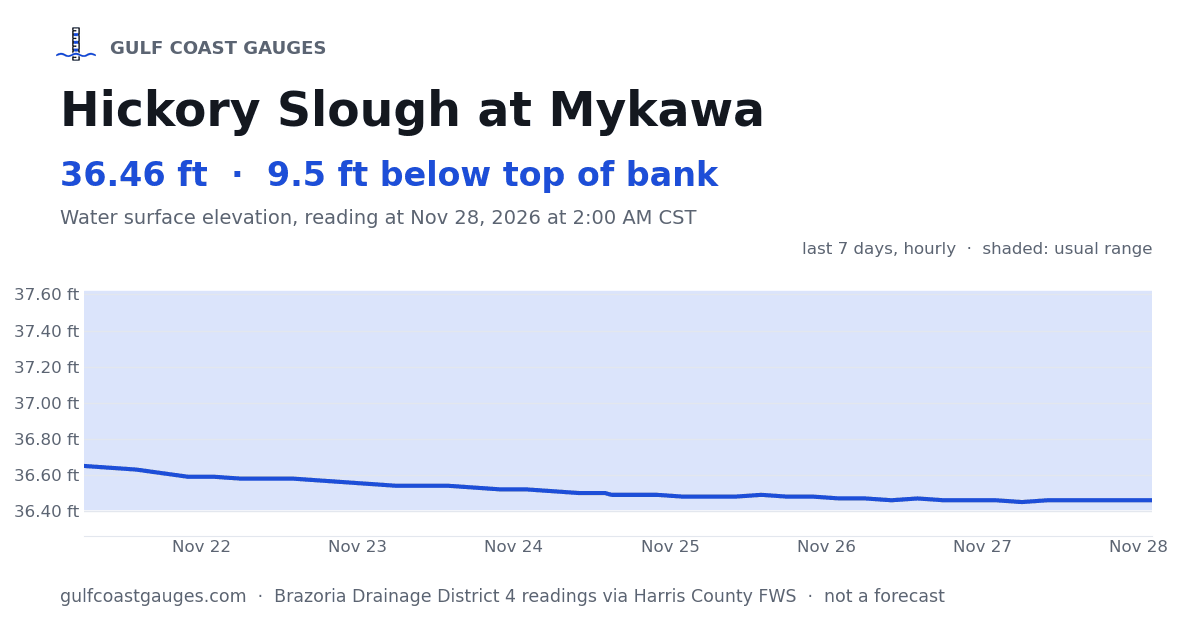 GULF COAST GAUGES
Hickory Slough at Mykawa
36.46 ft · 9.5 ft below top of bank
Water surface elevation, reading at Nov 28, 2026 at 2:00 AM CST
last 7 days, hourly · shaded: usual range
37.60 ft
37.40 ft
37.20 ft
37.00 ft
36.80 ft
36.60 ft
36.40 ft
Nov 22 Nov 23 Nov 24 Nov 25 Nov 26 Nov 27 Nov 28
gulfcoastgauges.com · Brazoria Drainage District 4 readings via Harris County FWS · not a forecast